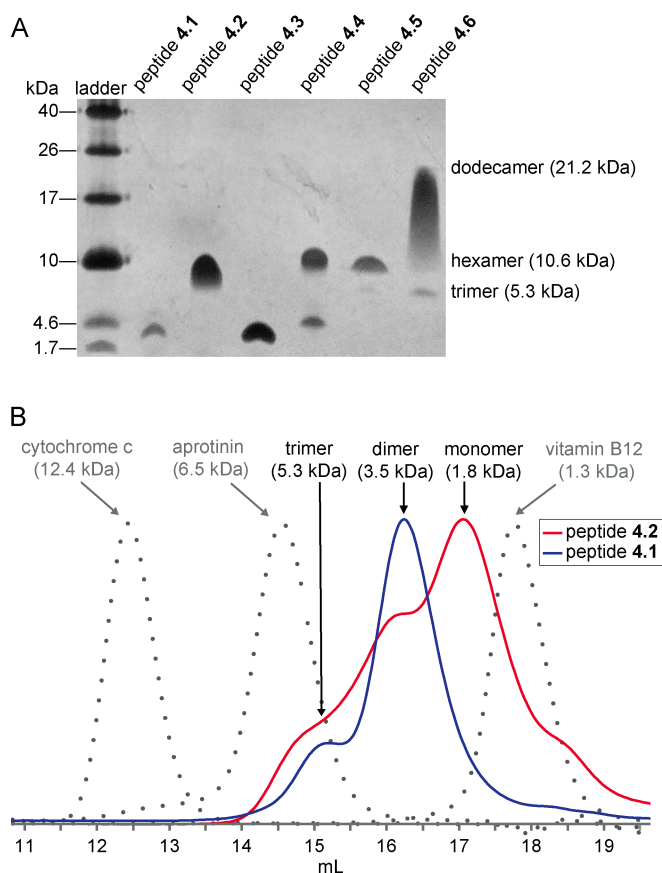 A
peptide 4.1
peptide 4.2
peptide 4.3
peptide 4.4
peptide 4.5
peptide 4.6
kDa
ladder
40
26
17
10
4.6
1.7
dodecamer (21.2 kDa)
hexamer (10.6 kDa)
trimer (5.3 kDa)
B
cytochrome c
(12.4 kDa)
aprotinin
(6.5 kDa)
trimer
(5.3 kDa)
dimer
(3.5 kDa)
monomer
(1.8 kDa)
vitamin B12
(1.3 kDa)
peptide 4.2
peptide 4.1
11 12 13 14 15 16 17 18 19
mL